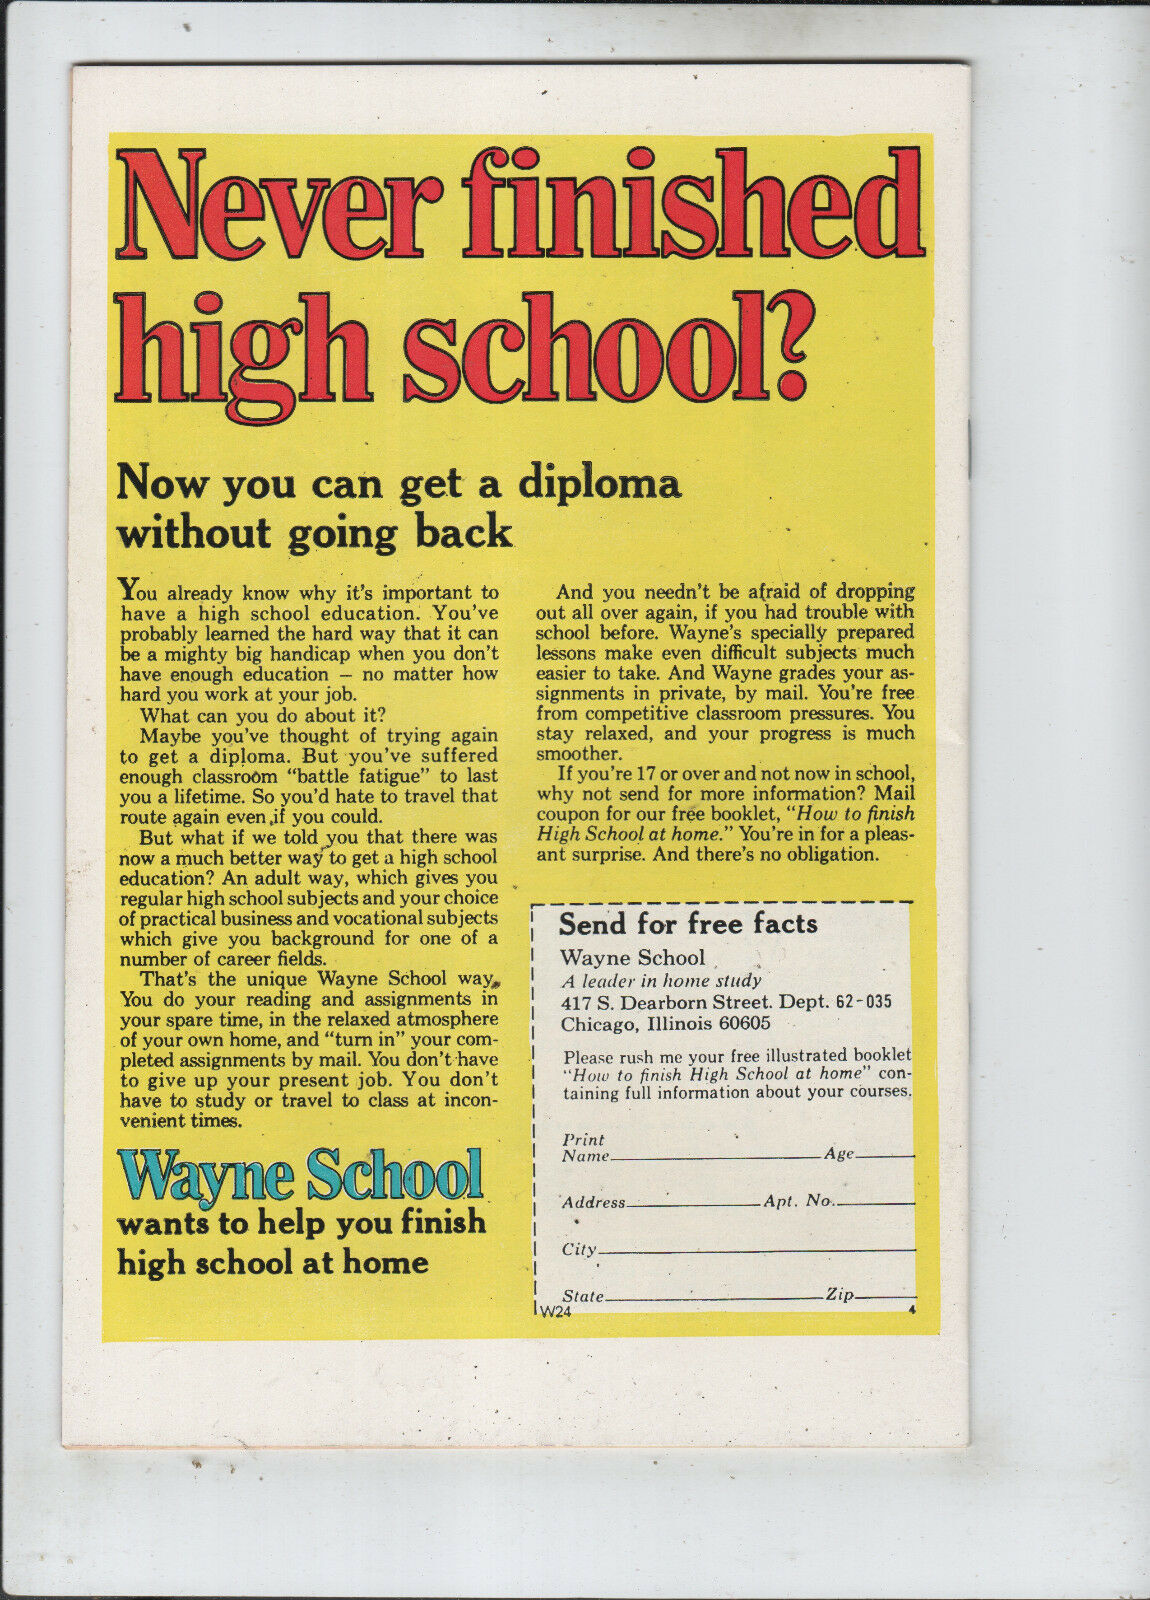 Never finished
high school?
Now you can get a diploma
without going back
You already know why it's important to
have a high school education. You've
probably learned the hard way that it can
be a mighty big handicap when you don't
have enough education — no matter how
hard you work at your job.
What can you do about it?
Maybe you've thought of trying again
to get a diploma. But you've suffered
enough classroom "battle fatigue" to last
you a lifetime. So you'd hate to travel that
route again even if you could.
But what if we told you that there was
now a much better way to get a high school
education? An adult way, which gives you
regular high school subjects and your choice
of practical business and vocational subjects
which give you background for one of a
number of career fields.
That's the unique Wayne School way.
You do your reading and assignments in
your spare time, in the relaxed atmosphere
of your own home, and "turn in" your com-
pleted assignments by mail. You don't have
to give up your present job. You don't
have to study or travel to class at incon-
venient times.
Wayne School
wants to help you finish
high school at home
And you needn't be afraid of dropping
out all over again, if you had trouble with
school before. Wayne's specially prepared
lessons make even difficult subjects much
easier to take. And Wayne grades your as-
signments in private, by mail. You're free
from competitive classroom pressures. You
stay relaxed, and your progress is much
smoother.
If you're 17 or over and not now in school,
why not send for more information? Mail
coupon for our free booklet, "How to finish
High School at home." You're in for a pleas-
ant surprise. And there's no obligation.
Send for free facts
Wayne School
A leader in home study
417 S. Dearborn Street. Dept. 62-035
Chicago, Illinois 60605
Please rush me your free illustrated booklet
"How to finish High School at home" con-
taining full information about your courses.
Print
Name Age
Address Apt. No.
City
State Zip
W24 4